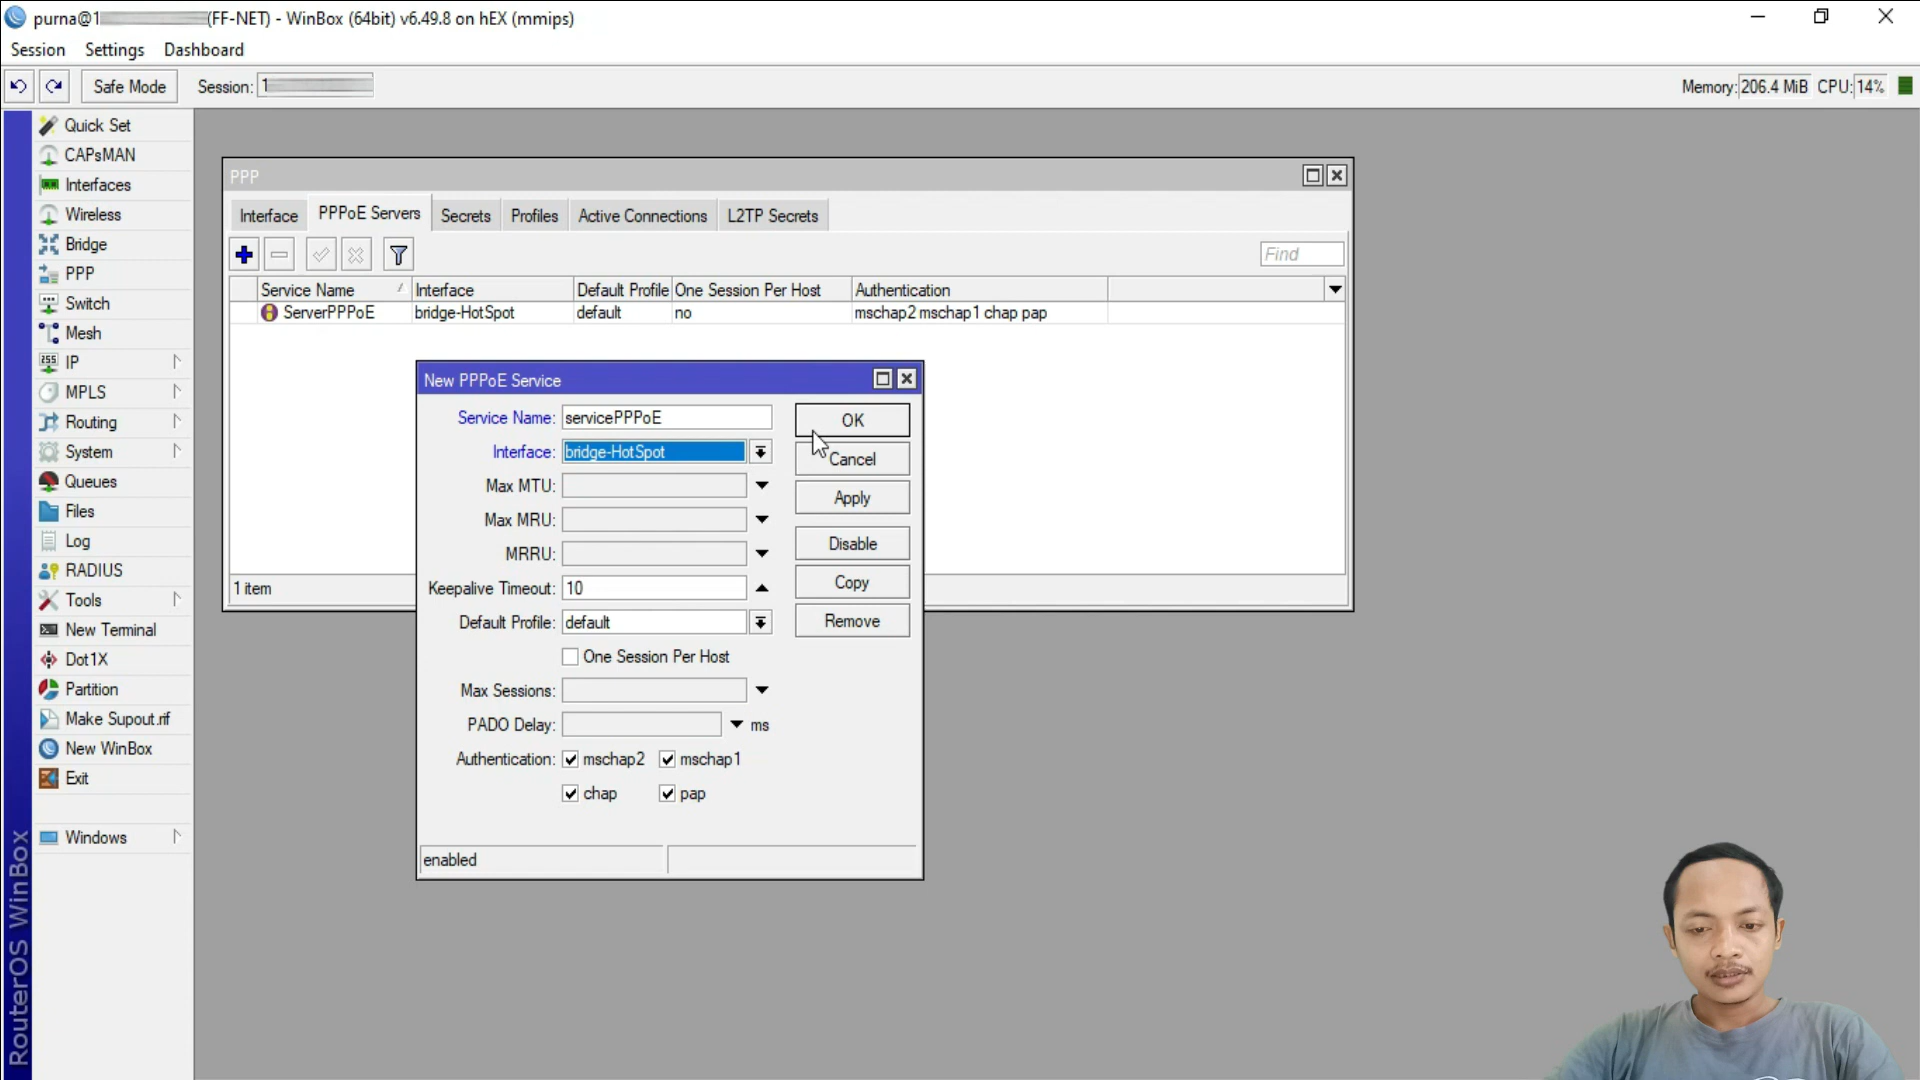 purna@1 (FF-NET) - WinBox (64bit) v6.49.8 on hEX (mmips)
Session Settings Dashboard
Safe Mode Session: 1 Memory: 206.4 MiB CPU: 14%
Quick Set
CAPsMAN
Interfaces
Wireless
Bridge
PPP
Switch
Mesh
IP
MPLS
Routing
System
Queues
Files
Log
RADIUS
Tools
New Terminal
Dot1X
Partition
Make Supout.rif
New WinBox
Exit
Windows
RouterOS WinBox
PPP
Interface PPPoE Servers Secrets Profiles Active Connections L2TP Secrets
Find
Service Name Interface Default Profile One Session Per Host Authentication
ServerPPPoE bridge-HotSpot default no mschap2 mschap1 chap pap
1 item
New PPPoE Service
Service Name: servicePPPoE
Interface: bridge-HotSpot
Max MTU:
Max MRU:
MRRU:
Keepalive Timeout: 10
Default Profile: default
One Session Per Host
Max Sessions:
PADO Delay: ms
Authentication: mschap2 mschap1
chap pap
enabled
OK
Cancel
Apply
Disable
Copy
Remove